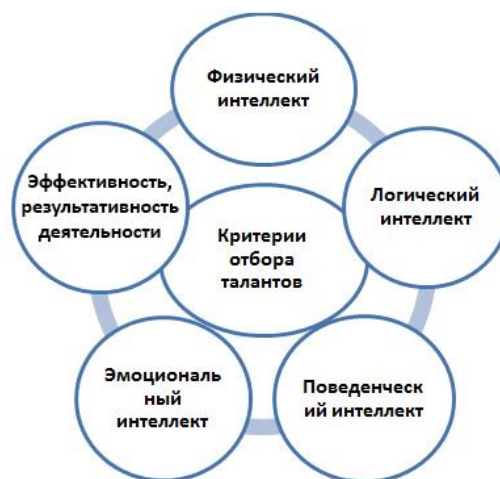 Физический
интеллект
Логический
интеллект
Поведенческ
ий интеллект
Эмоциональ
ный
интеллект
Эффективность,
результативность
деятельности
Критерии
отбора
талантов